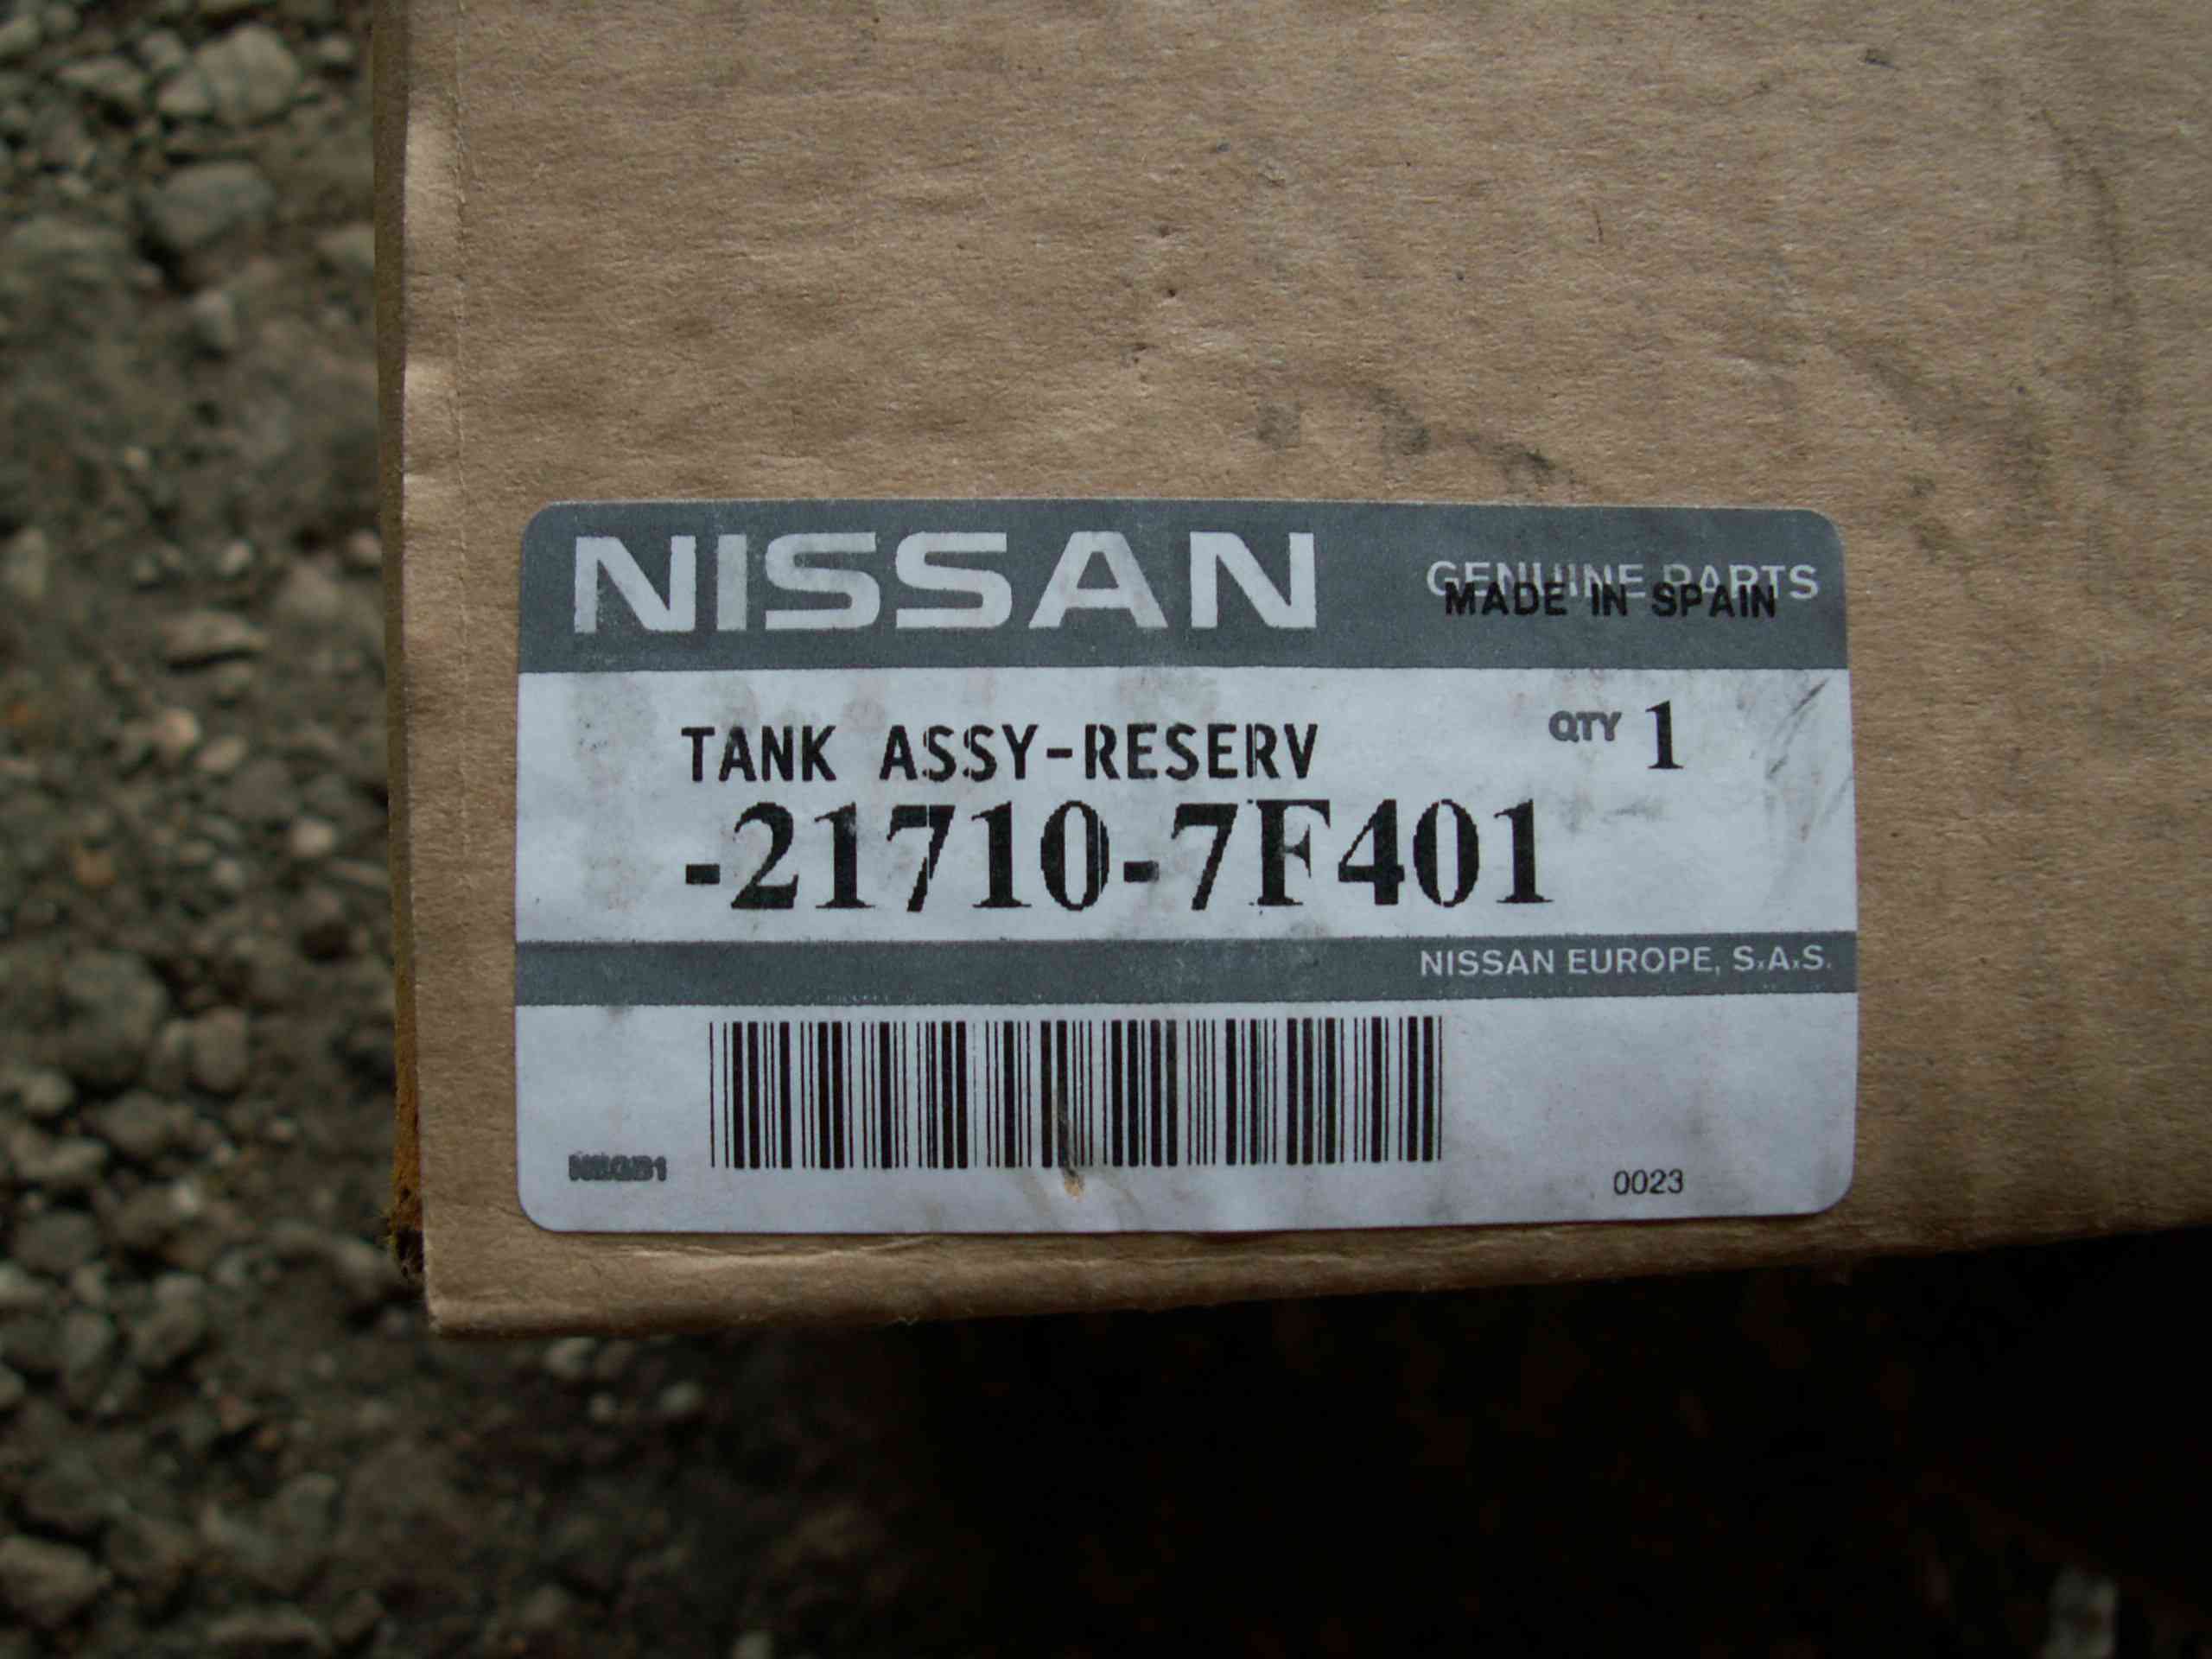 NISSAN
GENUINE PARTS
MADE IN SPAIN
TANK ASSY-RESERV
QTY 1
-21710-7F401
NISSAN EUROPE, S.A.S.
0023